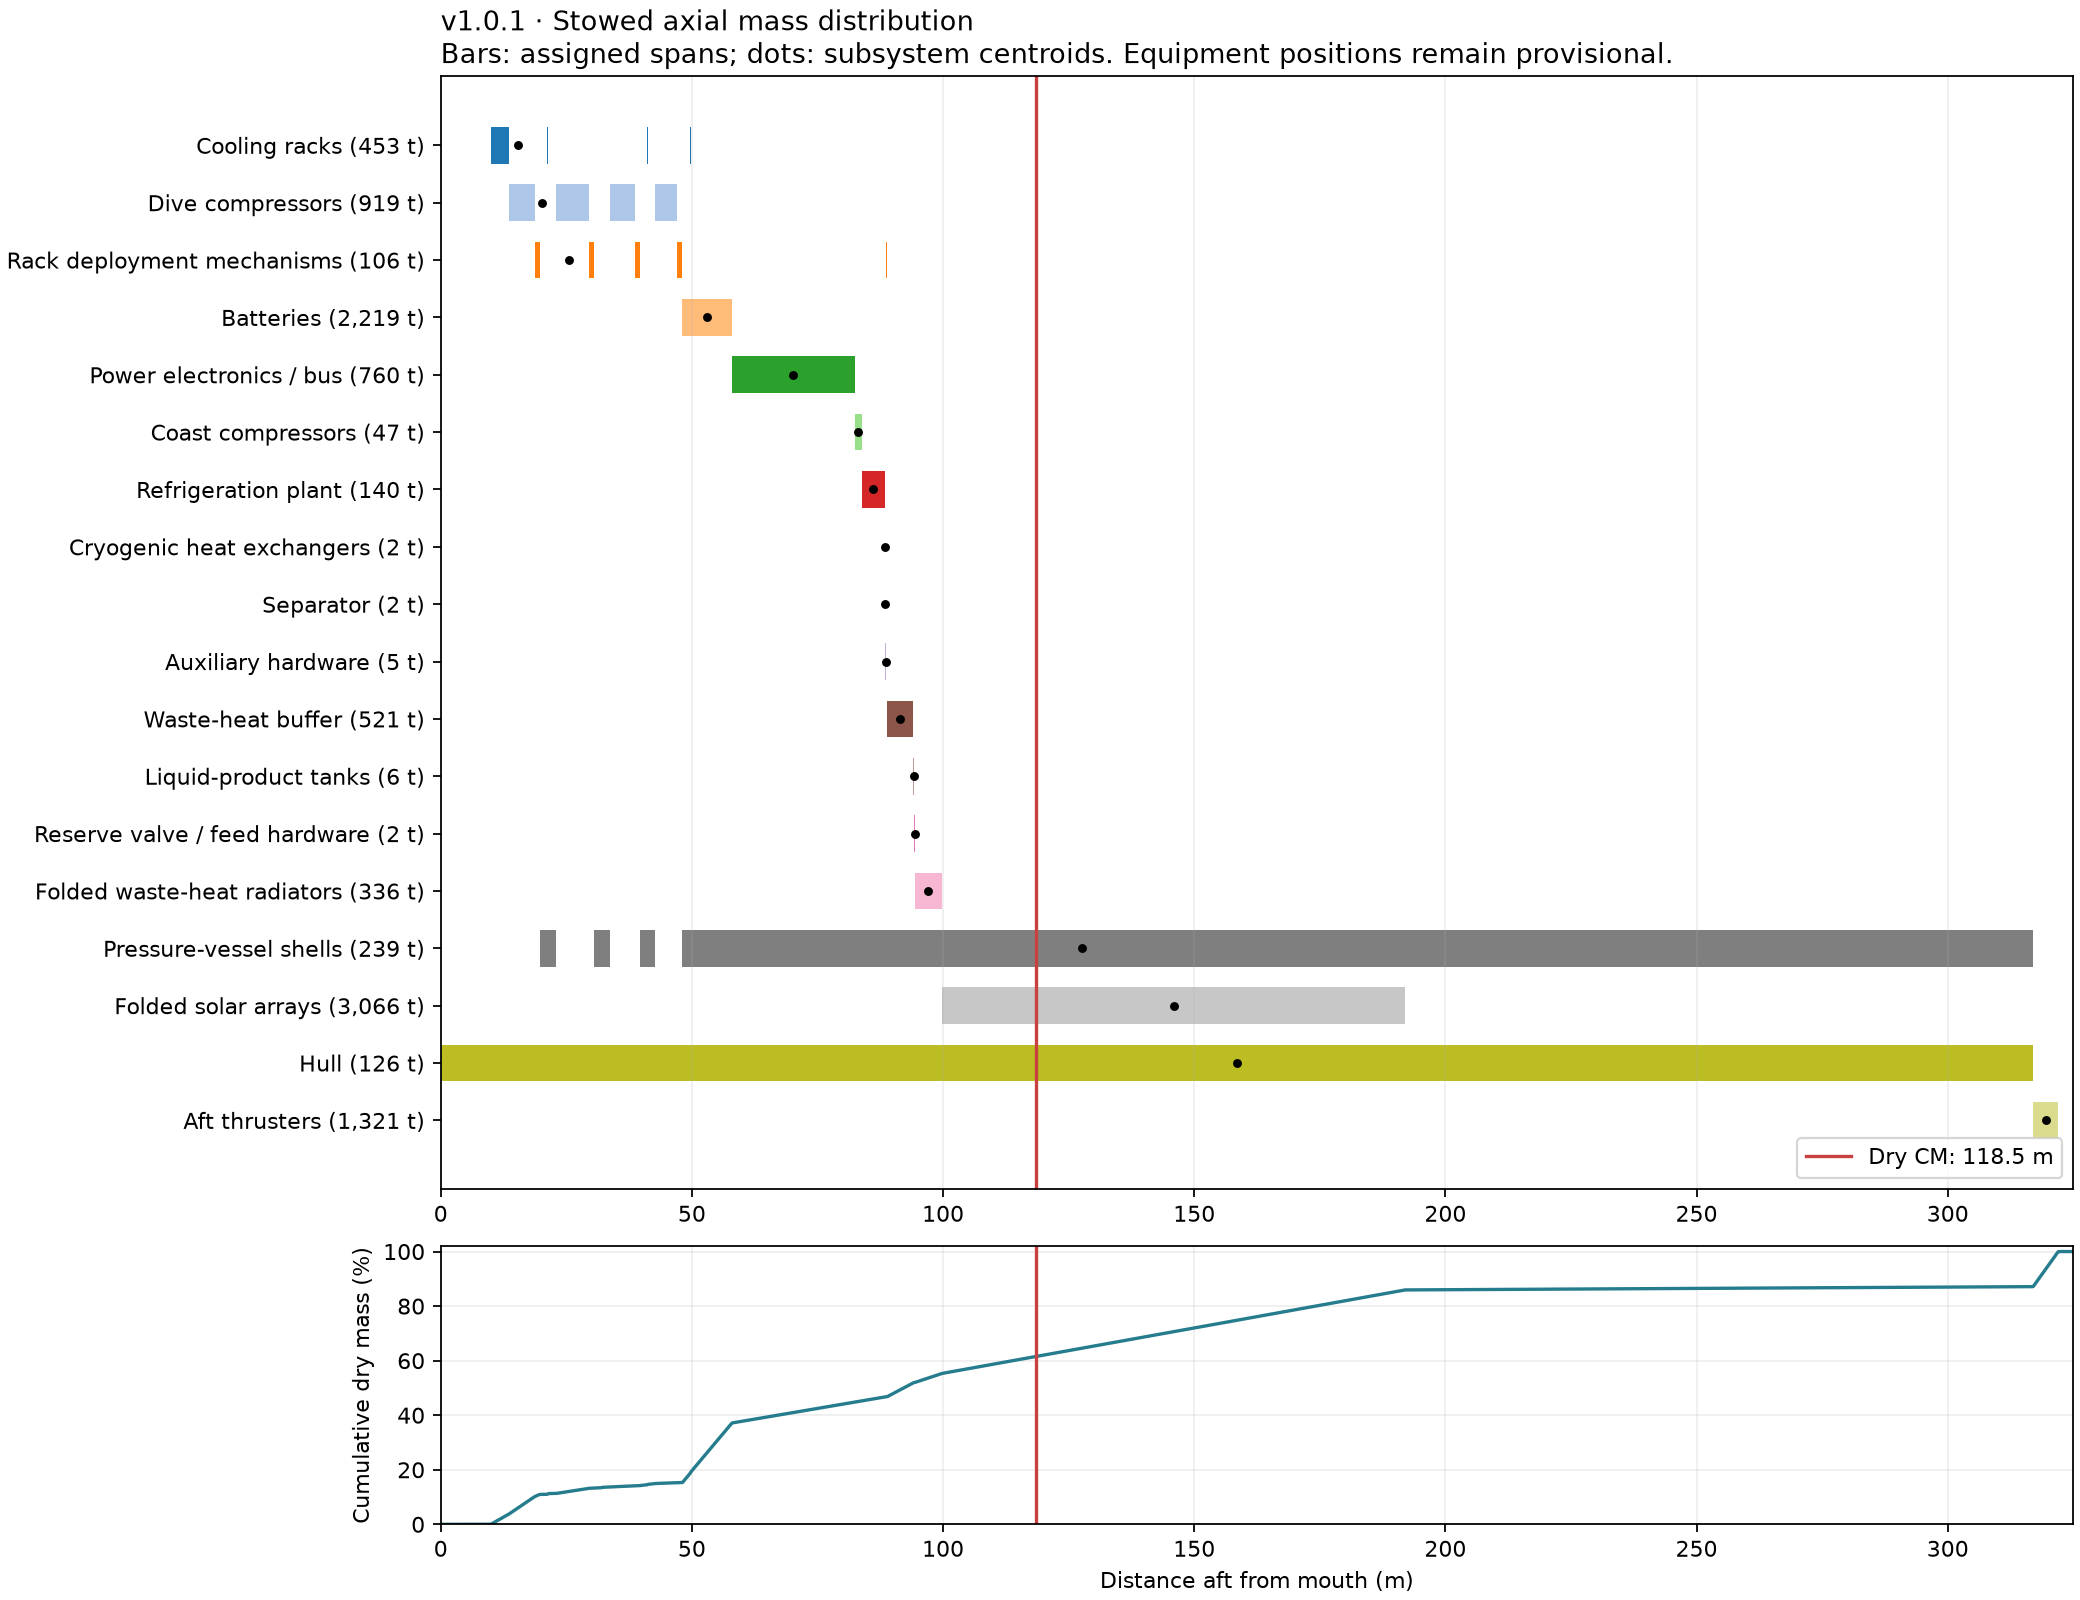 v1.0.1 · Stowed axial mass distribution
Bars: assigned spans; dots: subsystem centroids. Equipment positions remain provisional.
Cooling racks (453 t)
Dive compressors (919 t)
Rack deployment mechanisms (106 t)
Batteries (2,219 t)
Power electronics / bus (760 t)
Coast compressors (47 t)
Refrigeration plant (140 t)
Cryogenic heat exchangers (2 t)
Separator (2 t)
Auxiliary hardware (5 t)
Waste-heat buffer (521 t)
Liquid-product tanks (6 t)
Reserve valve / feed hardware (2 t)
Folded waste-heat radiators (336 t)
Pressure-vessel shells (239 t)
Folded solar arrays (3,066 t)
Hull (126 t)
Aft thrusters (1,321 t)
Dry CM: 118.5 m
0 50 100 150 200 250 300
Cumulative dry mass (%)
100
80
60
40
20
0
0 50 100 150 200 250 300
Distance aft from mouth (m)